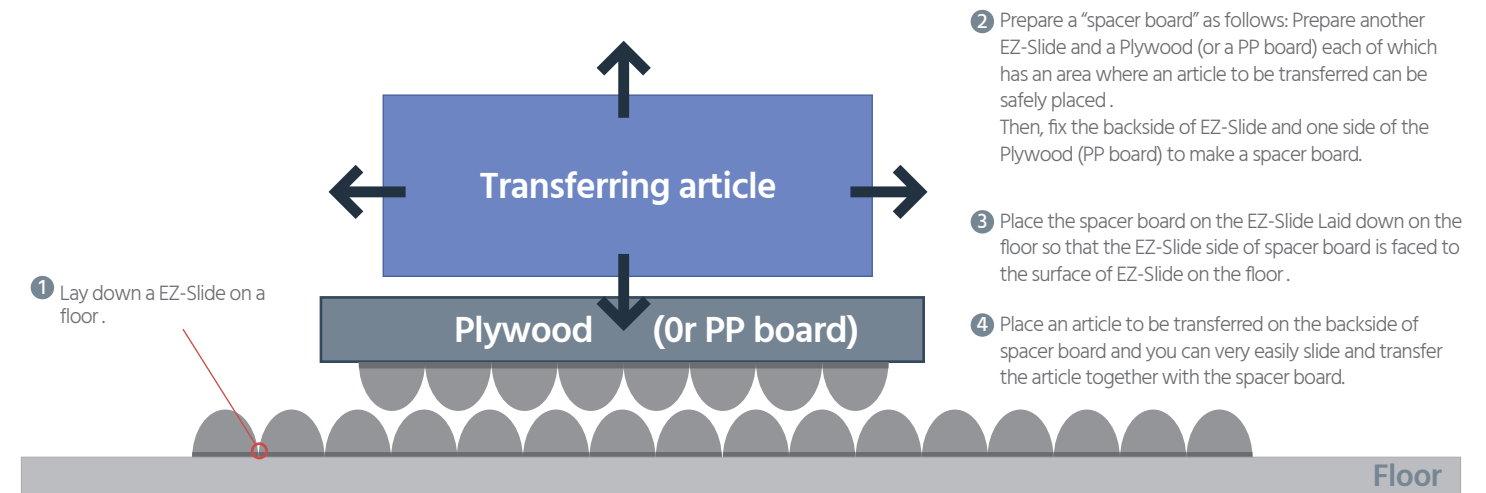 2 Prepare a “spacer board” as follows: Prepare another
EZ-Slide and a Plywood (or a PP board) each of which
has an area where an article to be transferred can be
safely placed .
Then, fix the backside of EZ-Slide and one side of the
Plywood (PP board) to make a spacer board.
Transferring article
3 Place the spacer board on the EZ-Slide Laid down on the
floor so that the EZ-Slide side of spacer board is faced to
the surface of EZ-Slide on the floor .
1 Lay down a EZ-Slide on a
floor .
Plywood (0r PP board)
4 Place an article to be transferred on the backside of
spacer board and you can very easily slide and transfer
the article together with the spacer board.
Floor